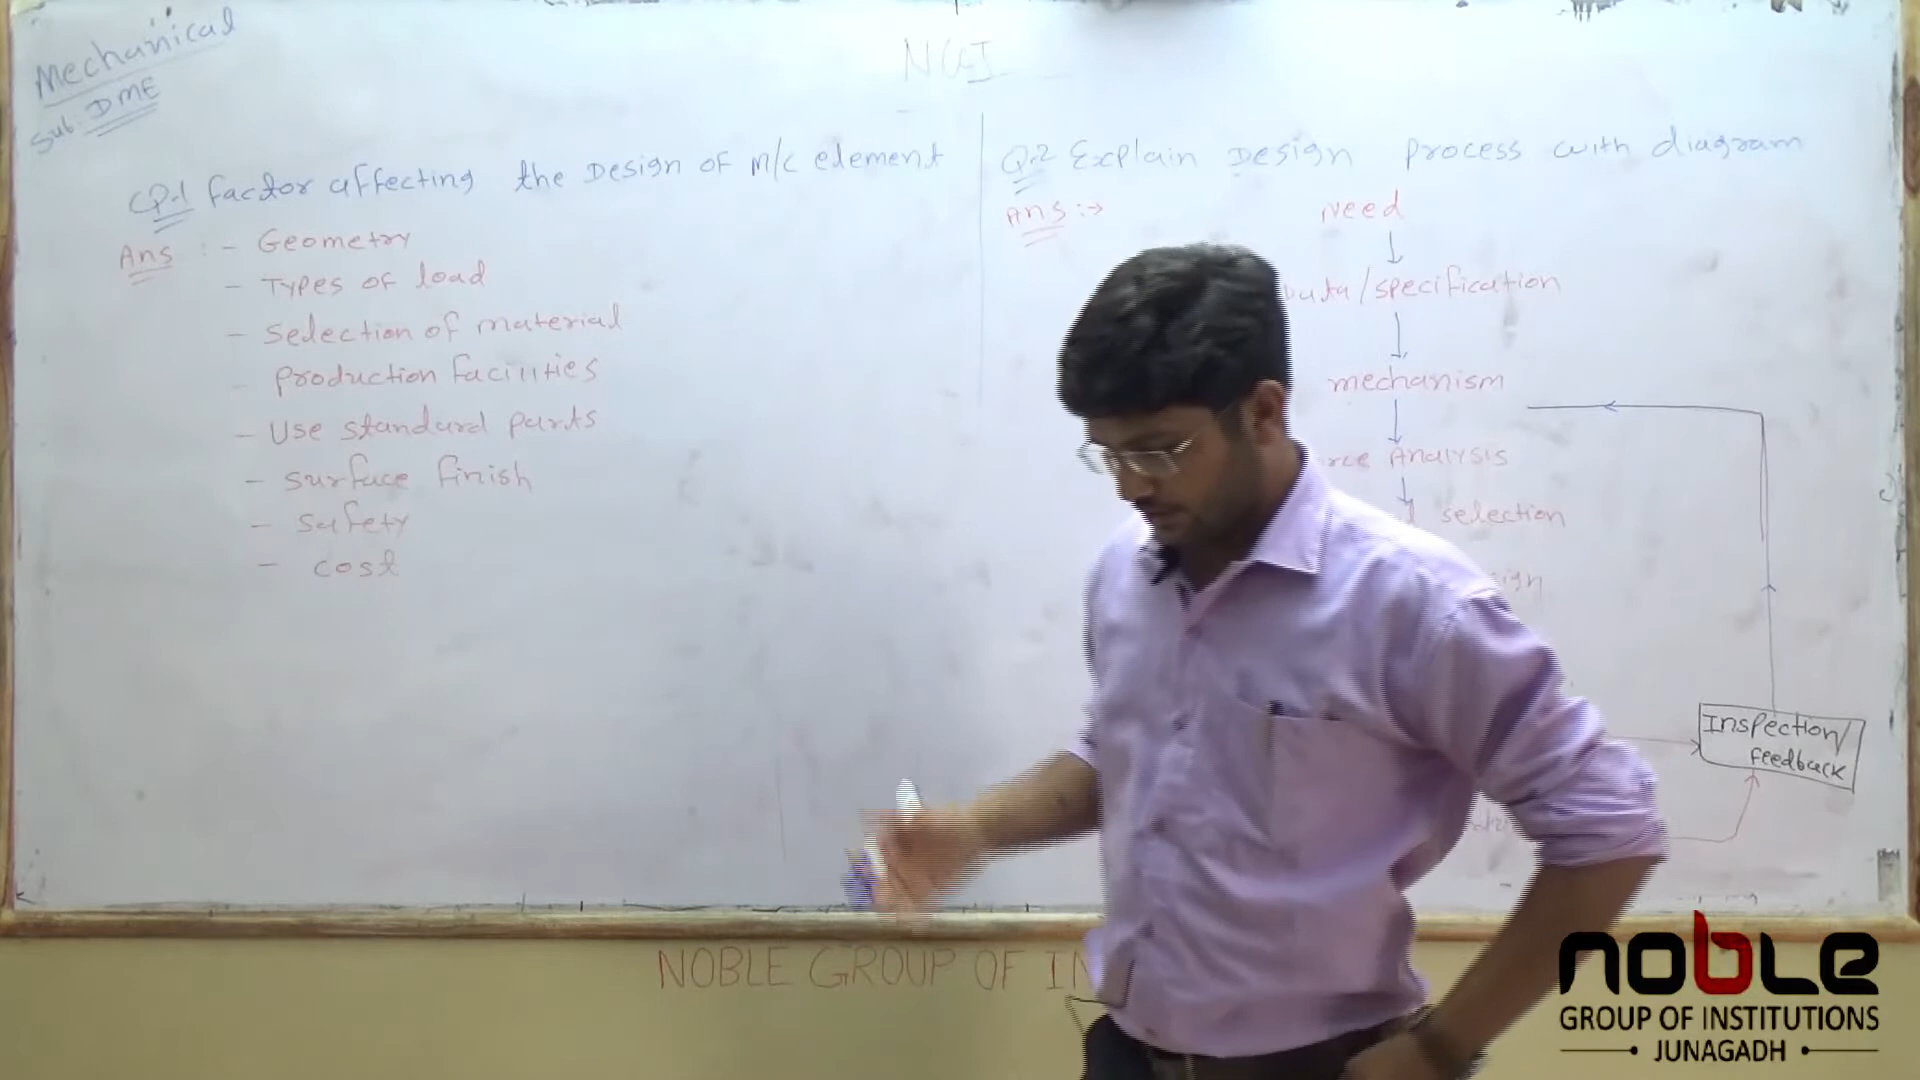 Mechanical
Sub. DME
NGI
Q.1 factor affecting the Design of M/C element
Ans : - Geometry
- Types of load
- Selection of material
- Production facilities
- Use standard parts
- surface finish
- safety
- cost
Q.2 Explain Design process with diagram
Ans :→
Need
Data/specification
mechanism
rce Analysis
selection
ign
Inspection/
feedback
NOBLE GROUP OF IN
noble
GROUP OF INSTITUTIONS
JUNAGADH